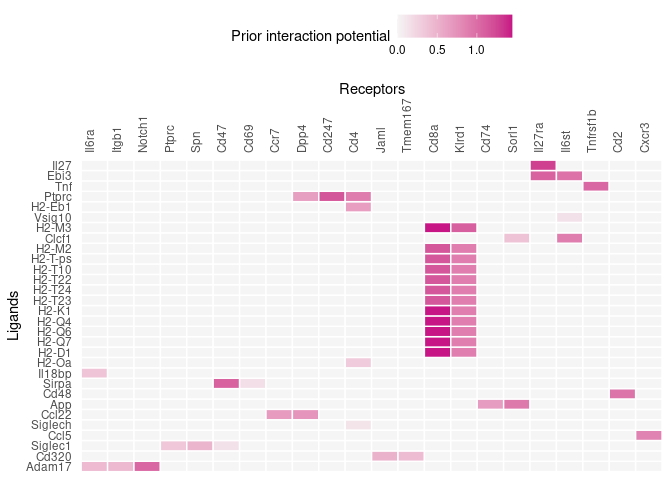 Prior interaction potential
0.0 0.5 1.0
Receptors
Il6ra Itgb1 Notch1 Ptprc Spn Cd47 Cd69 Ccr7 Dpp4 Cd247 Cd4 Jaml Tmem167 Cd8a Klrd1 Cd74 Sorl1 Il27ra Il6st Tnfrsf1b Cd2 Cxcr3
Ligands
Il27
Ebi3
Tnf
Ptprc
H2-Eb1
Vsig10
H2-M3
Clcf1
H2-M2
H2-T-ps
H2-T10
H2-T22
H2-T24
H2-T23
H2-K1
H2-Q4
H2-Q6
H2-Q7
H2-D1
H2-Oa
Il18bp
Sirpa
Cd48
App
Ccl22
Siglech
Ccl5
Siglec1
Cd320
Adam17